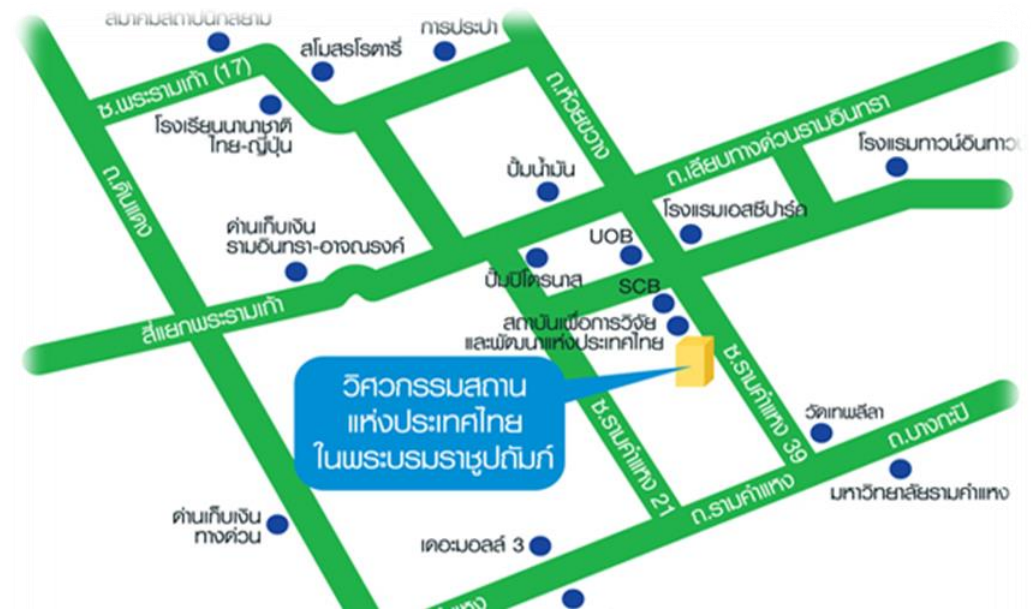 สมาคมสถาปนิกสยาม
การประปา
สโมสรโรตารี่
ซ.พระรามเก้า (17)
ถ.ห้วยขวาง
โรงเรียนนานาชาติ
ไทย-ญี่ปุ่น
ถ.เลียบทางด่วนรามอินทรา
โรงแรมทาวน์อินทาวน
ปั๊มน้ำมัน
ถ.ดินแดง
โรงแรมเอสซีปาร์ค
ด่านเก็บเงิน
รามอินทรา-อาจณรงค์
UOB
ปั๊มปิโตรนาส
SCB
สี่แยกพระรามเก้า
สถาบันเพื่อการวิจัย
และพัฒนาแห่งประเทศไทย
วิศวกรรมสถาน
แห่งประเทศไทย
ในพระบรมราชูปถัมภ์
ซ.รามคำแหง 39
ซ.รามคำแหง 21
วัดเทพลีลา
ถ.บางกะปิ
ถ.รามคำแหง
มหาวิทยาลัยรามคำแหง
ด่านเก็บเงิน
ทางด่วน
เดอะมอลล์ 3